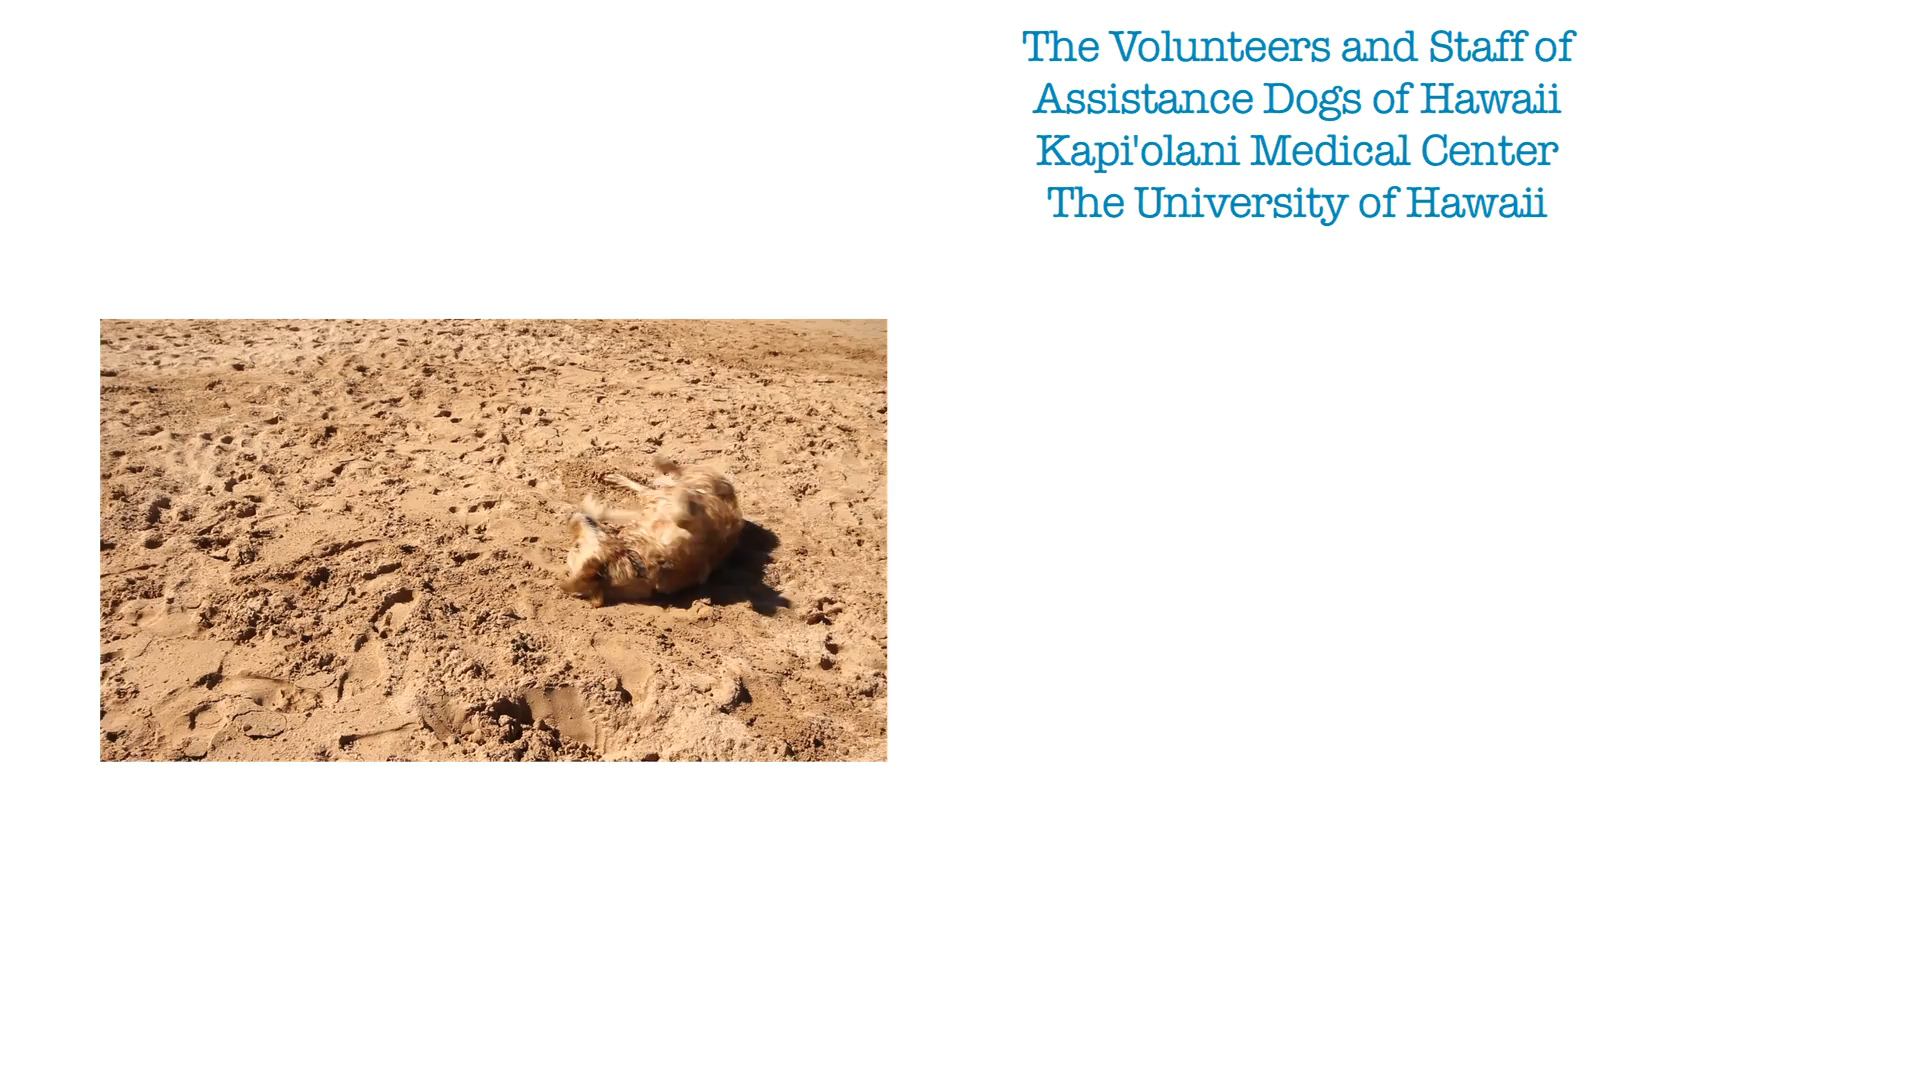 The Volunteers and Staff of
Assistance Dogs of Hawaii
Kapi'olani Medical Center
The University of Hawaii